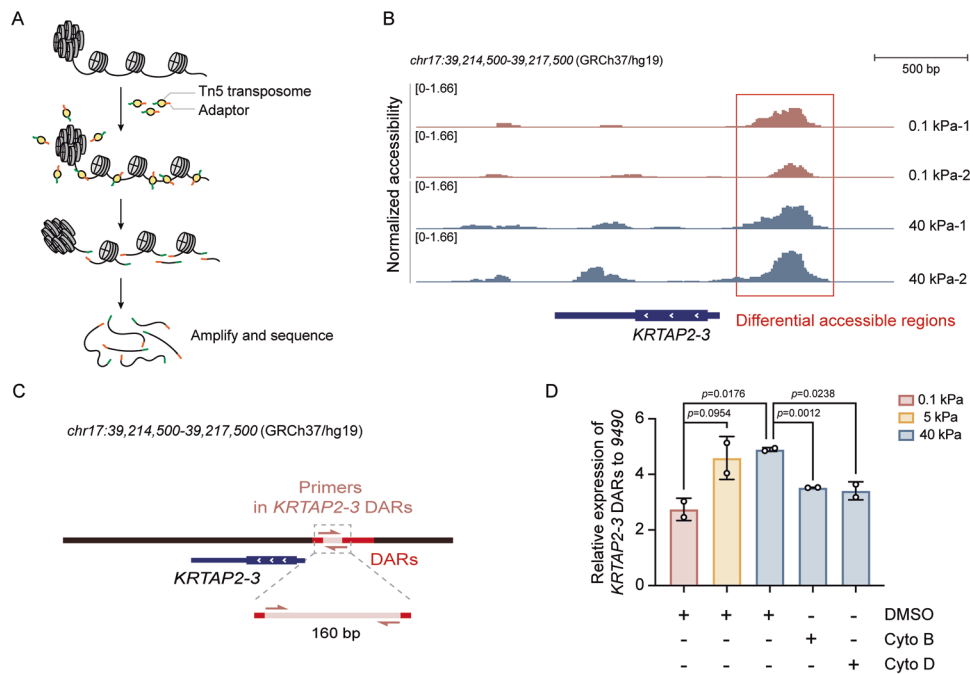 A
Tn5 transposome
Adaptor
Amplify and sequence
B
chr17:39,214,500-39,217,500 (GRCh37/hg19)
500 bp
Normalized accessibility
[0-1.66]
0.1 kPa-1
[0-1.66]
0.1 kPa-2
[0-1.66]
40 kPa-1
[0-1.66]
40 kPa-2
KRTAP2-3
Differential accessible regions
C
chr17:39,214,500-39,217,500 (GRCh37/hg19)
Primers
in KRTAP2-3 DARs
DARs
KRTAP2-3
160 bp
D
p=0.0176
p=0.0238
p=0.0954
p=0.0012
0.1 kPa
5 kPa
40 kPa
Relative expression of
KRTAP2-3 DARs to 9490
6
4
2
0
+ + + - - DMSO
- - - + - Cyto B
- - - - + Cyto D